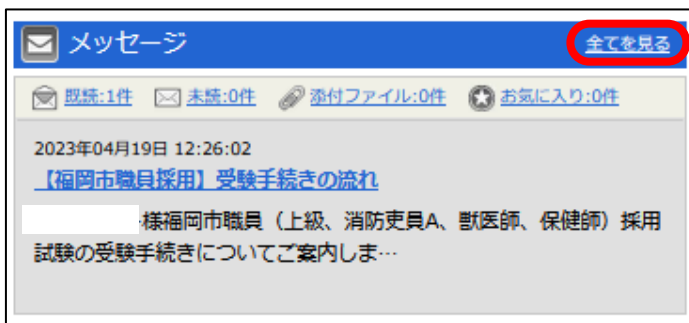 メッセージ 全てを見る
既読:1件 未読:0件 添付ファイル:0件 お気に入り:0件
2023年04月19日 12:26:02
【福岡市職員採用】受験手続きの流れ
様福岡市職員（上級、消防吏員A、獣医師、保健師）採用
試験の受験手続きについてご案内しま…